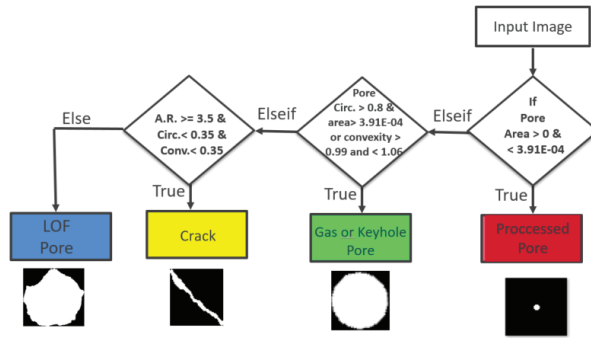 Input Image
If
Pore
Area > 0 &
< 3.91E-04
Elseif
Pore
Circ. > 0.8 &
area> 3.91E-04
or convexity >
0.99 and < 1.06
Elseif
A.R. >= 3.5 &
Circ.< 0.35 &
Conv.< 0.35
Else
True
True
True
LOF
Pore
Crack
Gas or Keyhole
Pore
Proccessed
Pore